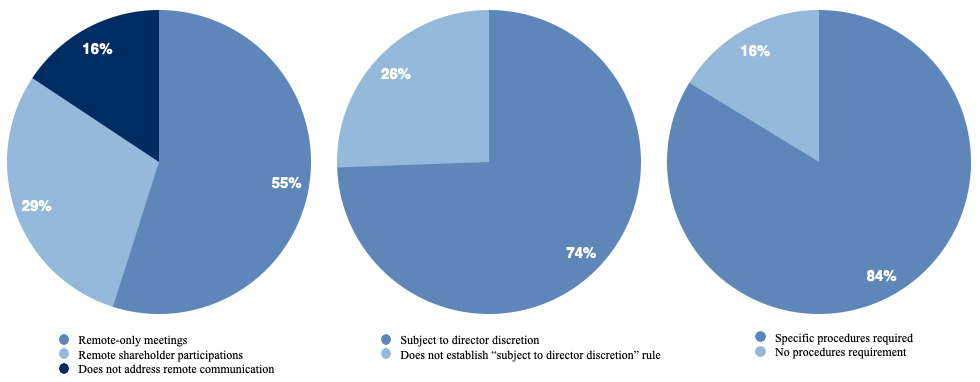 16%
55%
29%
Remote-only meetings
Remote shareholder participations
Does not address remote communication
26%
74%
Subject to director discretion
Does not establish “subject to director discretion” rule
16%
84%
Specific procedures required
No procedures requirement